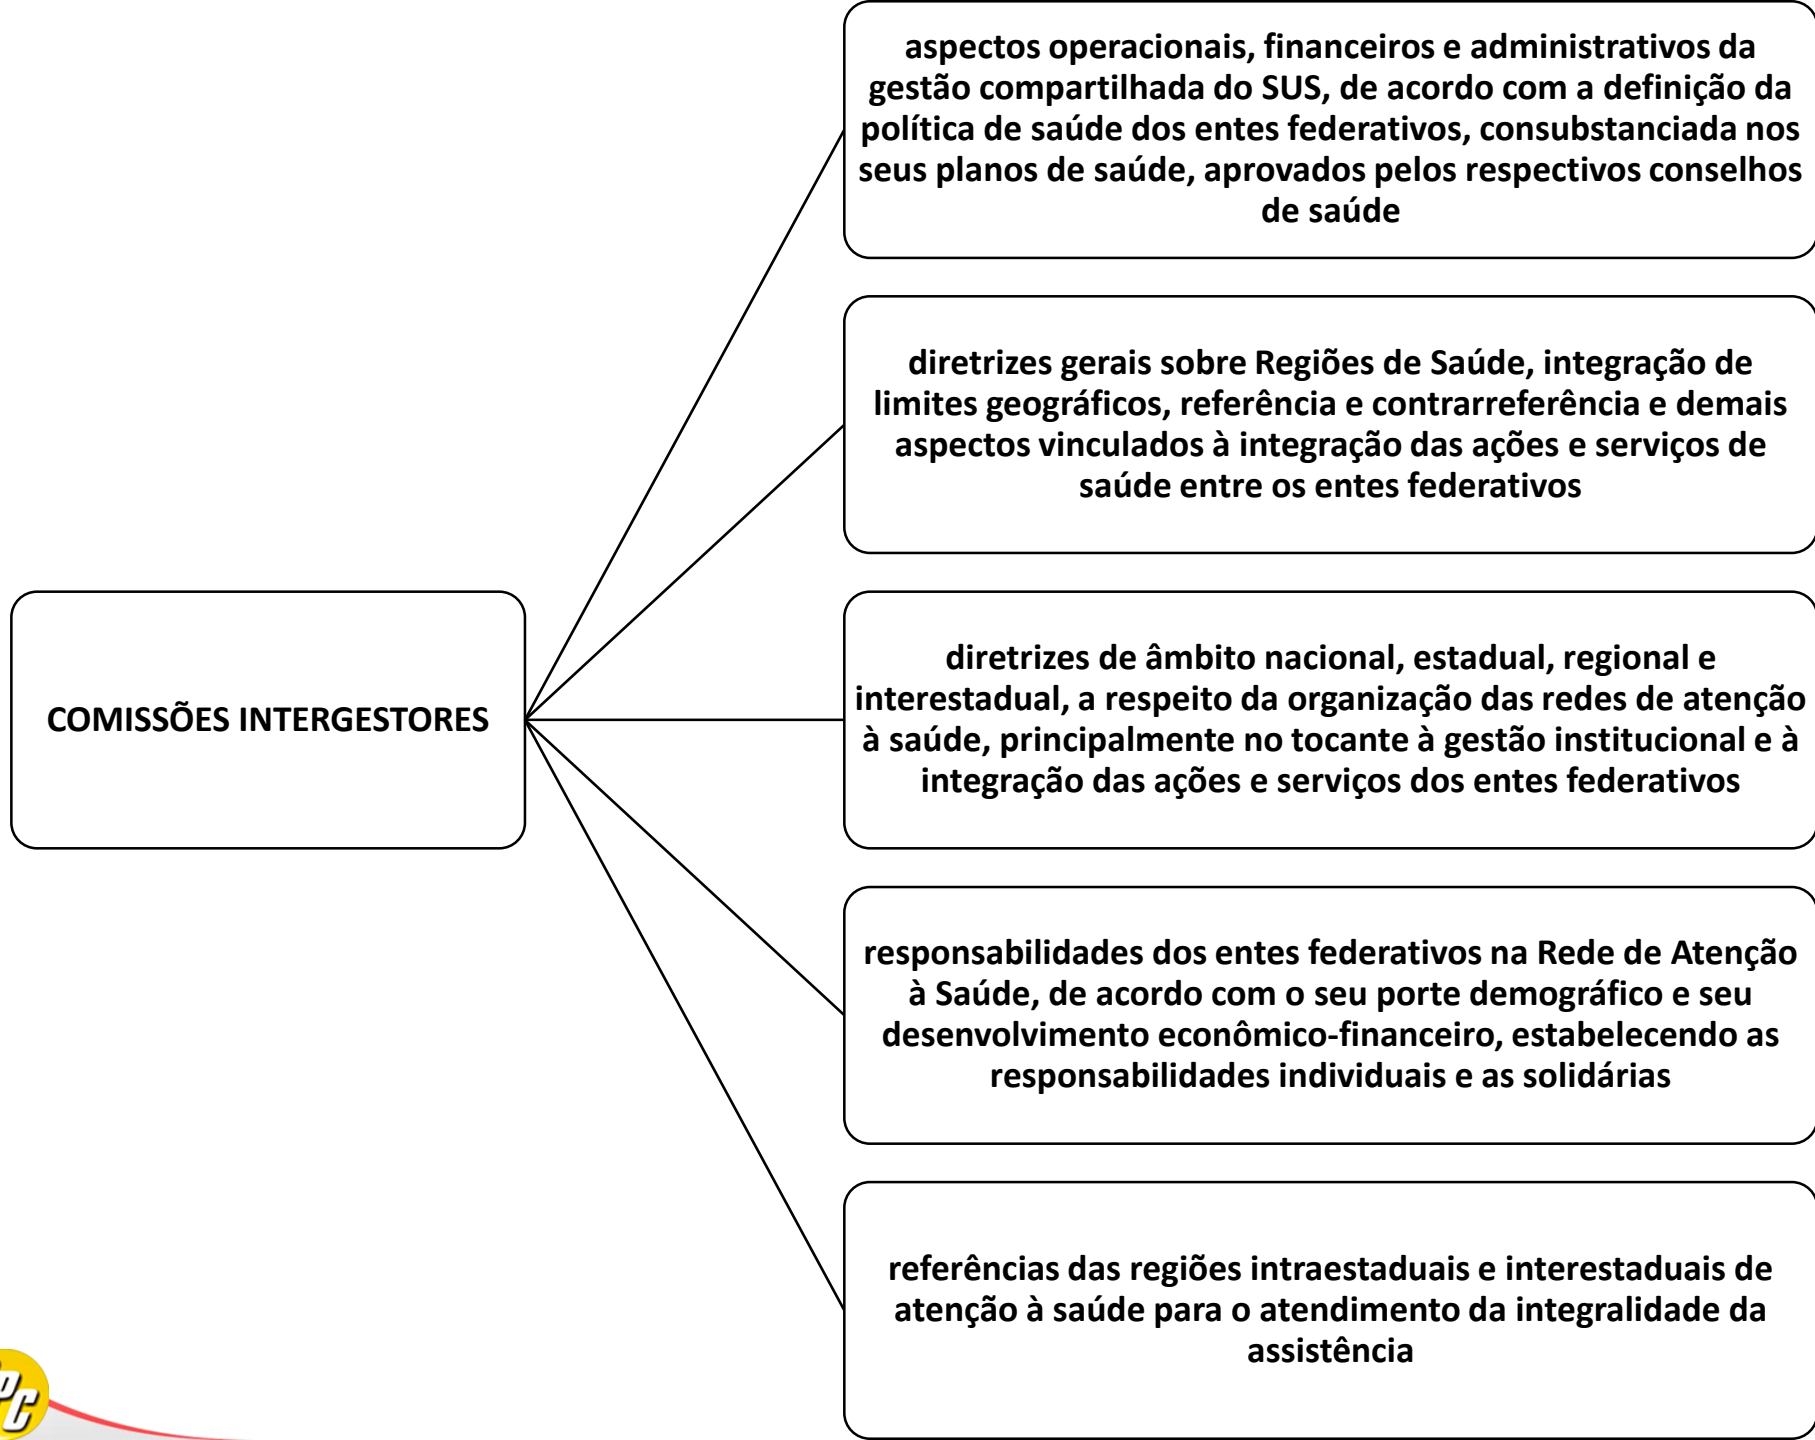 aspectos operacionais, financeiros e administrativos da
gestão compartilhada do SUS, de acordo com a definição da
política de saúde dos entes federativos, consubstanciada nos
seus planos de saúde, aprovados pelos respectivos conselhos
de saúde
diretrizes gerais sobre Regiões de Saúde, integração de
limites geográficos, referência e contrarreferência e demais
aspectos vinculados à integração das ações e serviços de
saúde entre os entes federativos
COMISSÕES INTERGESTORES
diretrizes de âmbito nacional, estadual, regional e
interestadual, a respeito da organização das redes de atenção
à saúde, principalmente no tocante à gestão institucional e à
integração das ações e serviços dos entes federativos
responsabilidades dos entes federativos na Rede de Atenção
à Saúde, de acordo com o seu porte demográfico e seu
desenvolvimento econômico-financeiro, estabelecendo as
responsabilidades individuais e as solidárias
referências das regiões intraestaduais e interestaduais de
atenção à saúde para o atendimento da integralidade da
assistência